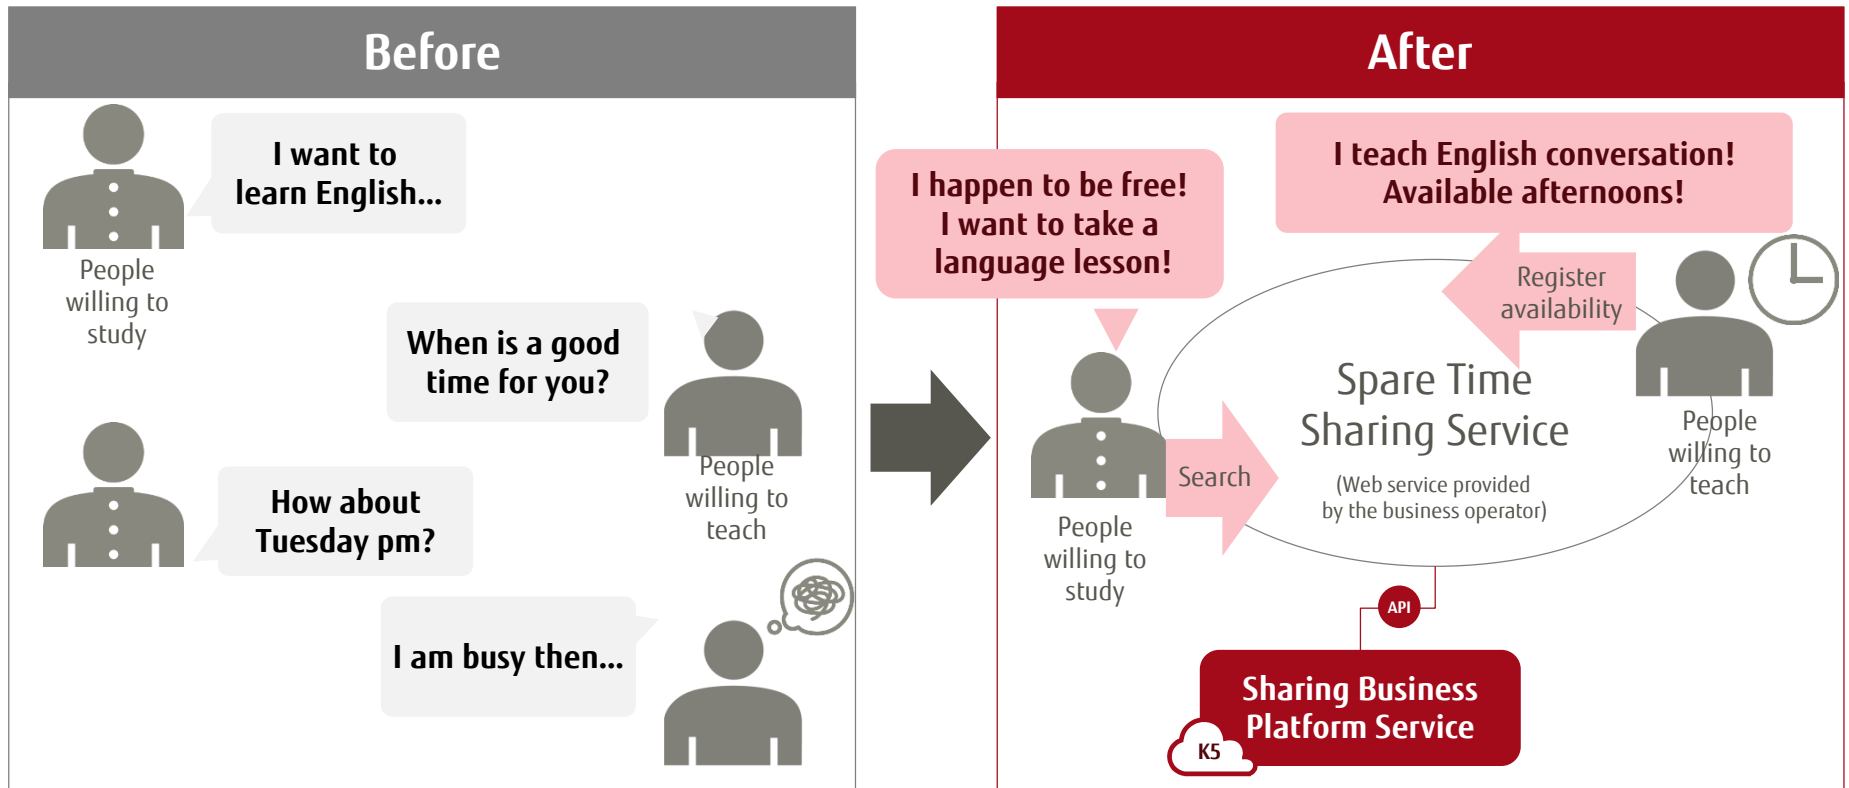 Before
I want to
learn English...
People
willing to
study
When is a good
time for you?
People
willing to
teach
How about
Tuesday pm?
I am busy then...
After
I happen to be free!
I want to take a
language lesson!
I teach English conversation!
Available afternoons!
Register
availability
People
willing to
teach
Spare Time
Sharing Service
(Web service provided
by the business operator)
Search
People
willing to
study
API
Sharing Business
Platform Service
K5